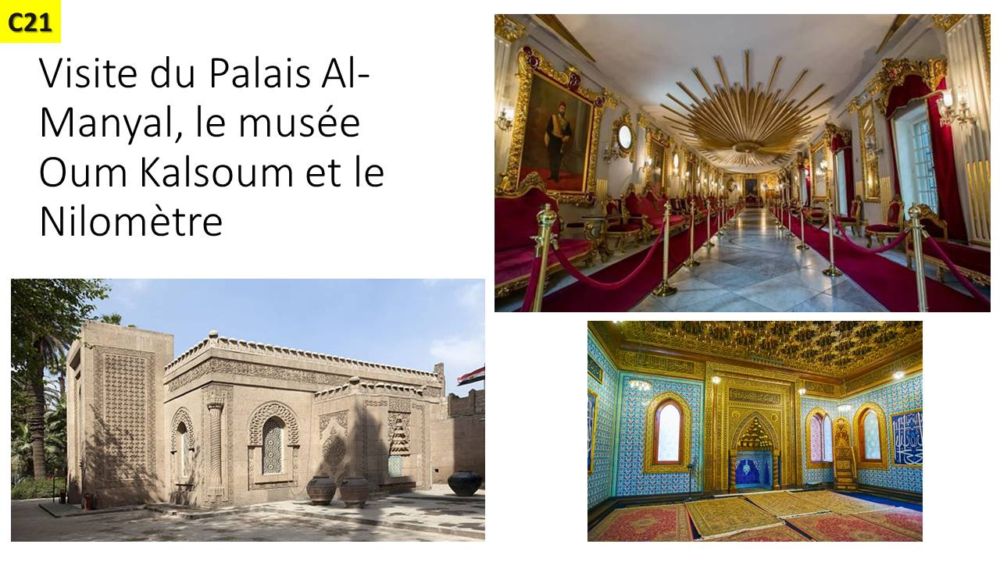 C21
Visite du Palais Al-
Manyal, le musée
Oum Kalsoum et le
Nilomètre